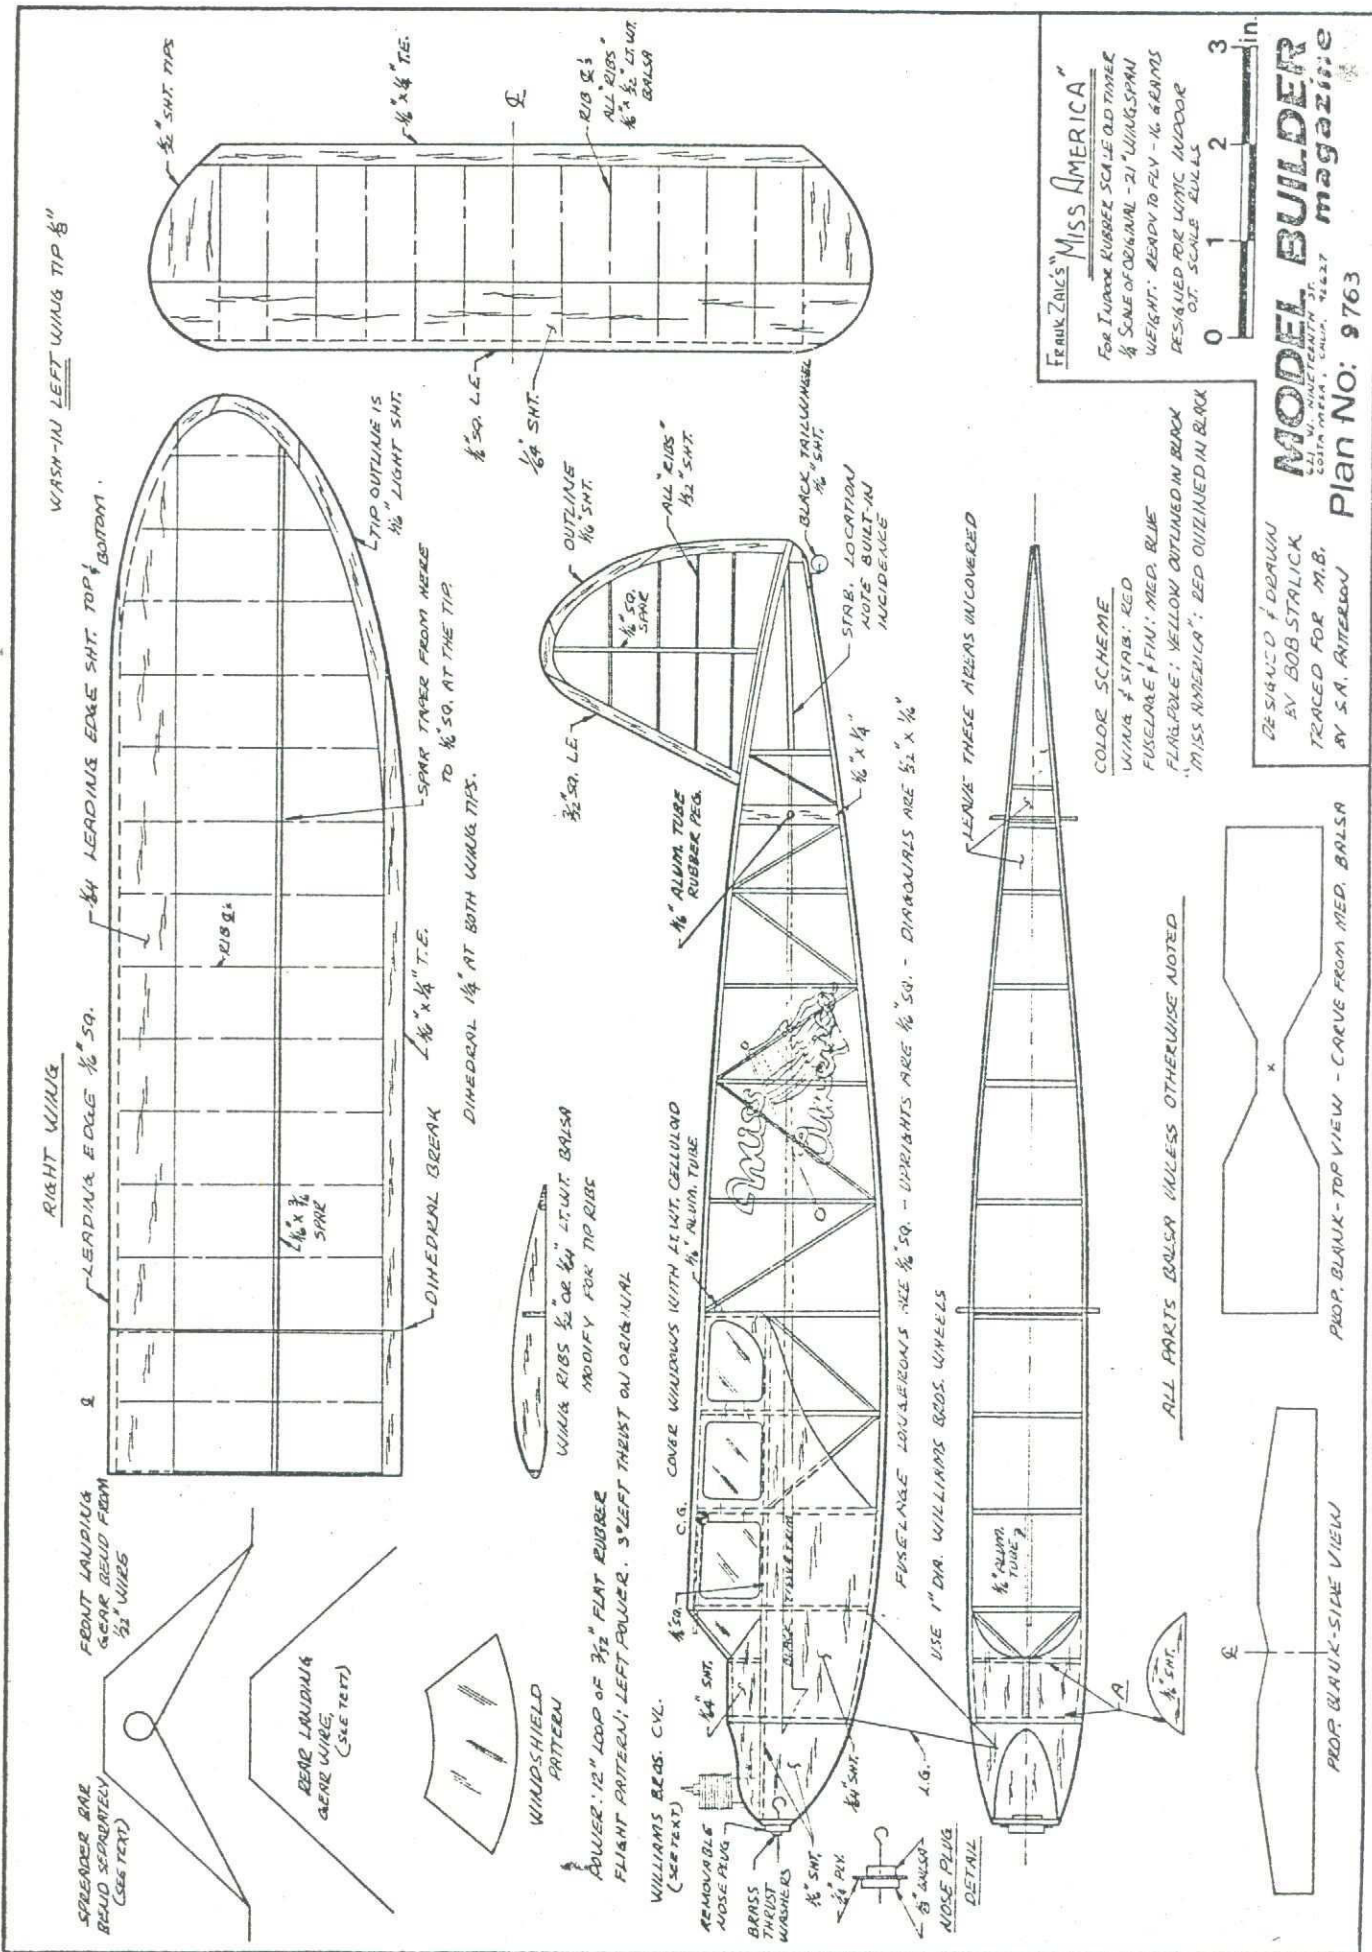 WASH-IN LEFT WING TIP 1/8"
RIGHT WING
LEADING EDGE 1/16" SQ.
1/64 LEADING EDGE SHT. TOP & BOTTOM.
RIB
1/16" x 3/16"
SPAR
DIHEDRAL BREAK
1/16" x 1/4" T.E.
SPAR TAPER FROM HERE
TO 1/16" SQ. AT THE TIP.
TIP OUTLINE IS
1/16" LIGHT SHT.
DIHEDRAL 1 1/4" AT BOTH WING TIPS.
1/32" SHT. TIPS
1/16" x 1/4" T.E.
RIB
ALL "RIBS"
1/16" x 1/32" LT. WT.
BALSA
1/8" SQ. LE
1/64" SHT.
FRONT LANDING
GEAR BEND FROM
1/32" WIRE
SPREADER BAR
BEND SEPARATELY
(SEE TEXT)
REAR LANDING
GEAR WIRE,
(SEE TEXT)
WINDSHIELD
PATTERN
WING RIBS 1/32" OR 1/64" LT. WT. BALSA
MODIFY FOR TIP RIBS
POWER: 12" LOOP OF 3/32" FLAT RUBBER
FLIGHT PATTERN: LEFT POWER. 3° LEFT THRUST ON ORIGINAL
WILLIAMS BROS. CYL.
(SEE TEXT)
REMOVABLE
NOSE PLUG
BRASS
THRUST
WASHERS
1/16" SHT.
1/64" SHT.
1/64" SHT.
1/8 SQ.
C.G.
COVER WINDOWS WITH LT. WT. CELLULOID
1/16" ALUM. TUBE
BLACK TISSUE TRIM
Miss
America
1/16" ALUM. TUBE
RUBBER PEG.
3/32" SQ. LE
1/16" SQ.
SPAR
OUTLINE
1/16" SHT.
ALL "RIBS"
1/32" SHT.
BLACK TAILWHEEL
1/16" SHT.
STAB. LOCATION
NOTE BUILT-IN
INCIDENCE
1/16" x 1/4"
FUSELAGE LONGERONS ARE 1/16" SQ. - UPRIGHTS ARE 1/16" SQ. - DIAGONALS ARE 1/32" x 1/16"
USE 1" DIA. WILLIAMS BROS. WHEELS
L.G.
1/64" PLY.
1/8" BALSA
NOSE PLUG
DETAIL
1/16" ALUM.
TUBE
A
1/16" SHT.
LEAVE THESE AREAS UNCOVERED
ALL PARTS BALSA UNLESS OTHERWISE NOTED
PROP. BLANK-SIDE VIEW
PROP. BLANK-TOP VIEW - CARVE FROM MED. BALSA
COLOR SCHEME
WING & STAB: RED
FUSELAGE & FIN: MED. BLUE
FLAGPOLE: YELLOW OUTLINED IN BLACK
"MISS AMERICA": RED OUTLINED IN BLACK
DESIGNED & DRAWN
BY BOB STALICK
TRACED FOR M.B.
BY S.A. PATERSON
FRANK ZAIC'S "MISS AMERICA"
FOR INDOOR RUBBER SCALE OLD TIMER
1/4 SCALE OF ORIGINAL - 21" WINGSPAN
WEIGHT: READY TO FLY - 16 GRAMS
DESIGNED FOR WMC INDOOR
O.T. SCALE RULES
0 1 2 3 in.
MODEL BUILDER
621 W. NINETEENTH ST.
COSTA MESA, CALIF. 92627
magazine
Plan No: 9763